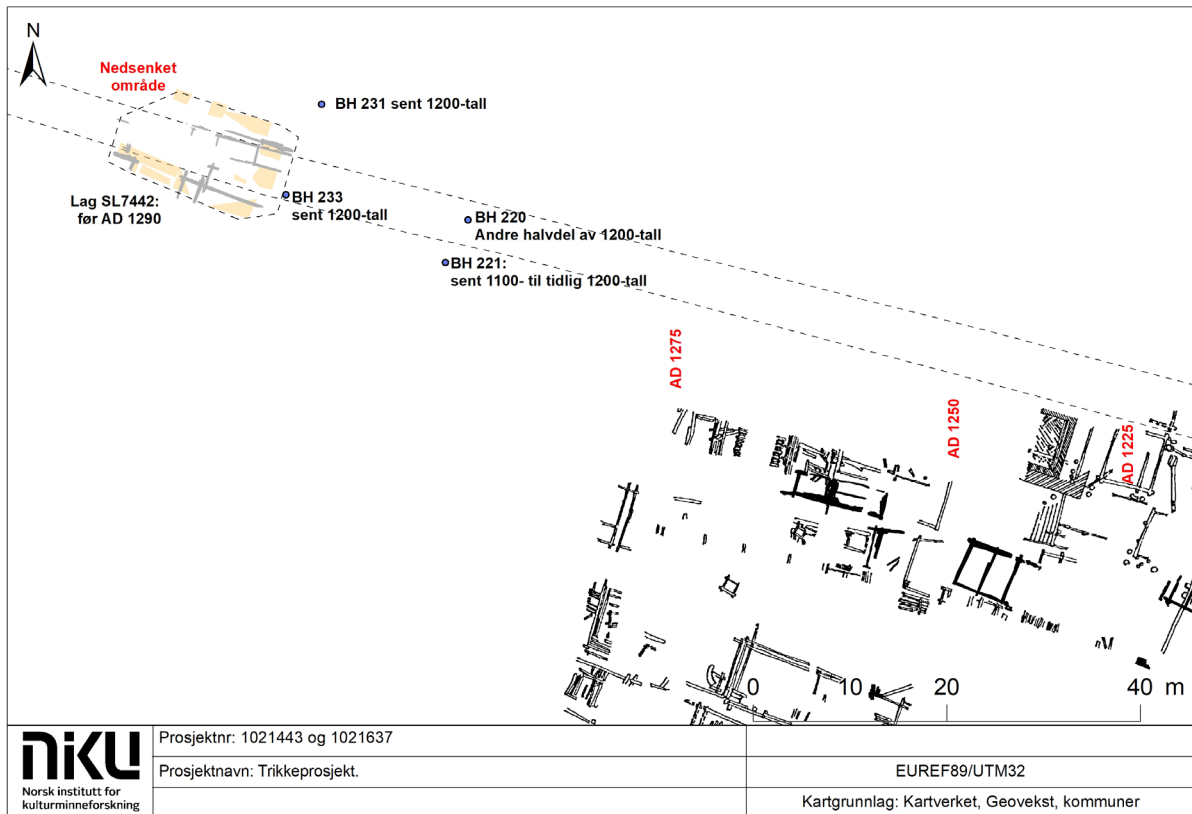 N
Nedsenket
område
BH 231 sent 1200-tall
Lag SL7442:
før AD 1290
BH 233
sent 1200-tall
BH 220
Andre halvdel av 1200-tall
BH 221:
sent 1100- til tidlig 1200-tall
AD 1275
AD 1250
AD 1225
0 10 20 40 m
NIKU
Norsk institutt for
kulturminneforskning
Prosjektnr: 1021443 og 1021637
Prosjektnavn: Trikkeprosjekt.
EUREF89/UTM32
Kartgrunnlag: Kartverket, Geovekst, kommuner